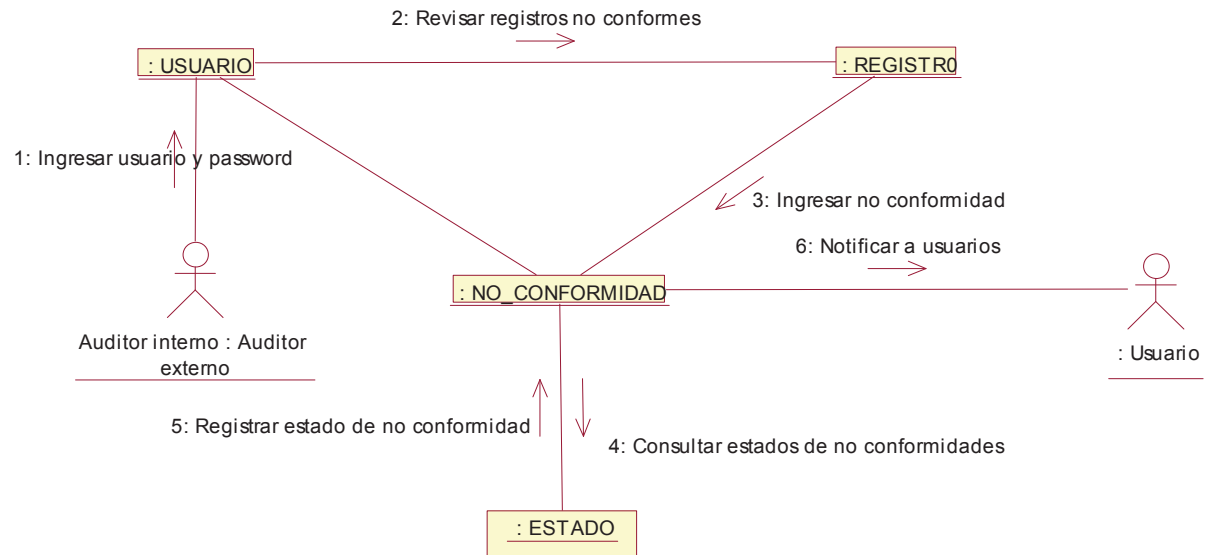 2: Revisar registros no conformes
: USUARIO
: REGISTR0
1: Ingresar usuario y password
3: Ingresar no conformidad
6: Notificar a usuarios
: NO_CONFORMIDAD
Auditor interno : Auditor
externo
: Usuario
5: Registrar estado de no conformidad
4: Consultar estados de no conformidades
: ESTADO